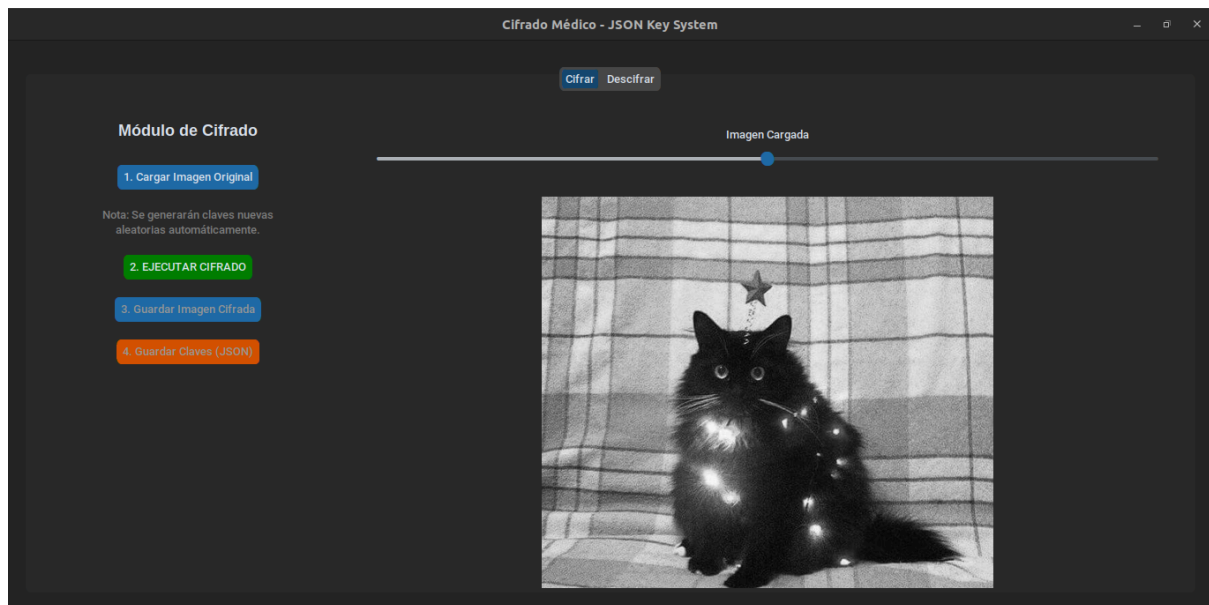 Cifrado Médico - JSON Key System
Cifrar Descifrar
Módulo de Cifrado
1. Cargar Imagen Original
Nota: Se generarán claves nuevas
aleatorias automáticamente.
2. EJECUTAR CIFRADO
3. Guardar Imagen Cifrada
4. Guardar Claves (JSON)
Imagen Cargada